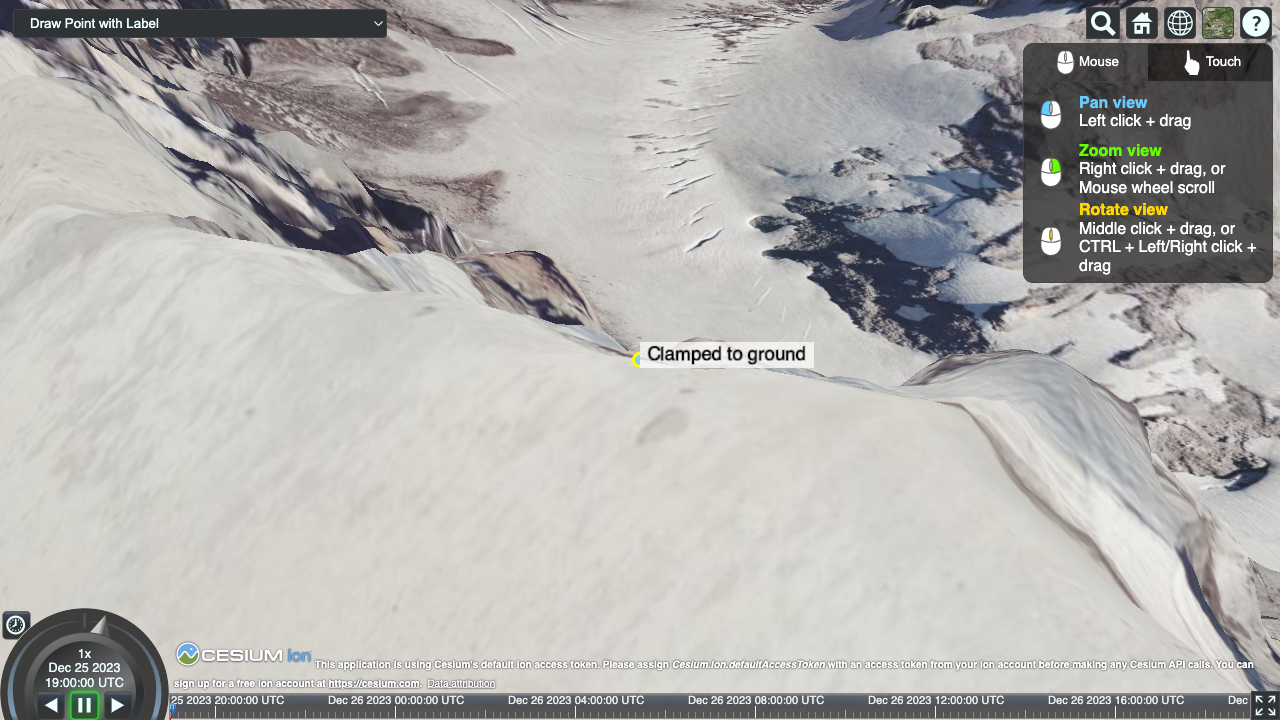 Draw Point with Label
Mouse
Touch
Pan view
Left click + drag
Zoom view
Right click + drag, or
Mouse wheel scroll
Rotate view
Middle click + drag, or
CTRL + Left/Right click +
drag
Clamped to ground
1x
Dec 25 2023
19:00:00 UTC
CESIUM ion
This application is using Cesium's default ion access token. Please assign Cesium.Ion.defaultAccessToken with an access token from your ion account before making any Cesium API calls. You can
sign up for a free ion account at https://cesium.com. Data attribution
25 2023 20:00:00 UTC
Dec 26 2023 00:00:00 UTC
Dec 26 2023 04:00:00 UTC
Dec 26 2023 08:00:00 UTC
Dec 26 2023 12:00:00 UTC
Dec 26 2023 16:00:00 UTC
Dec